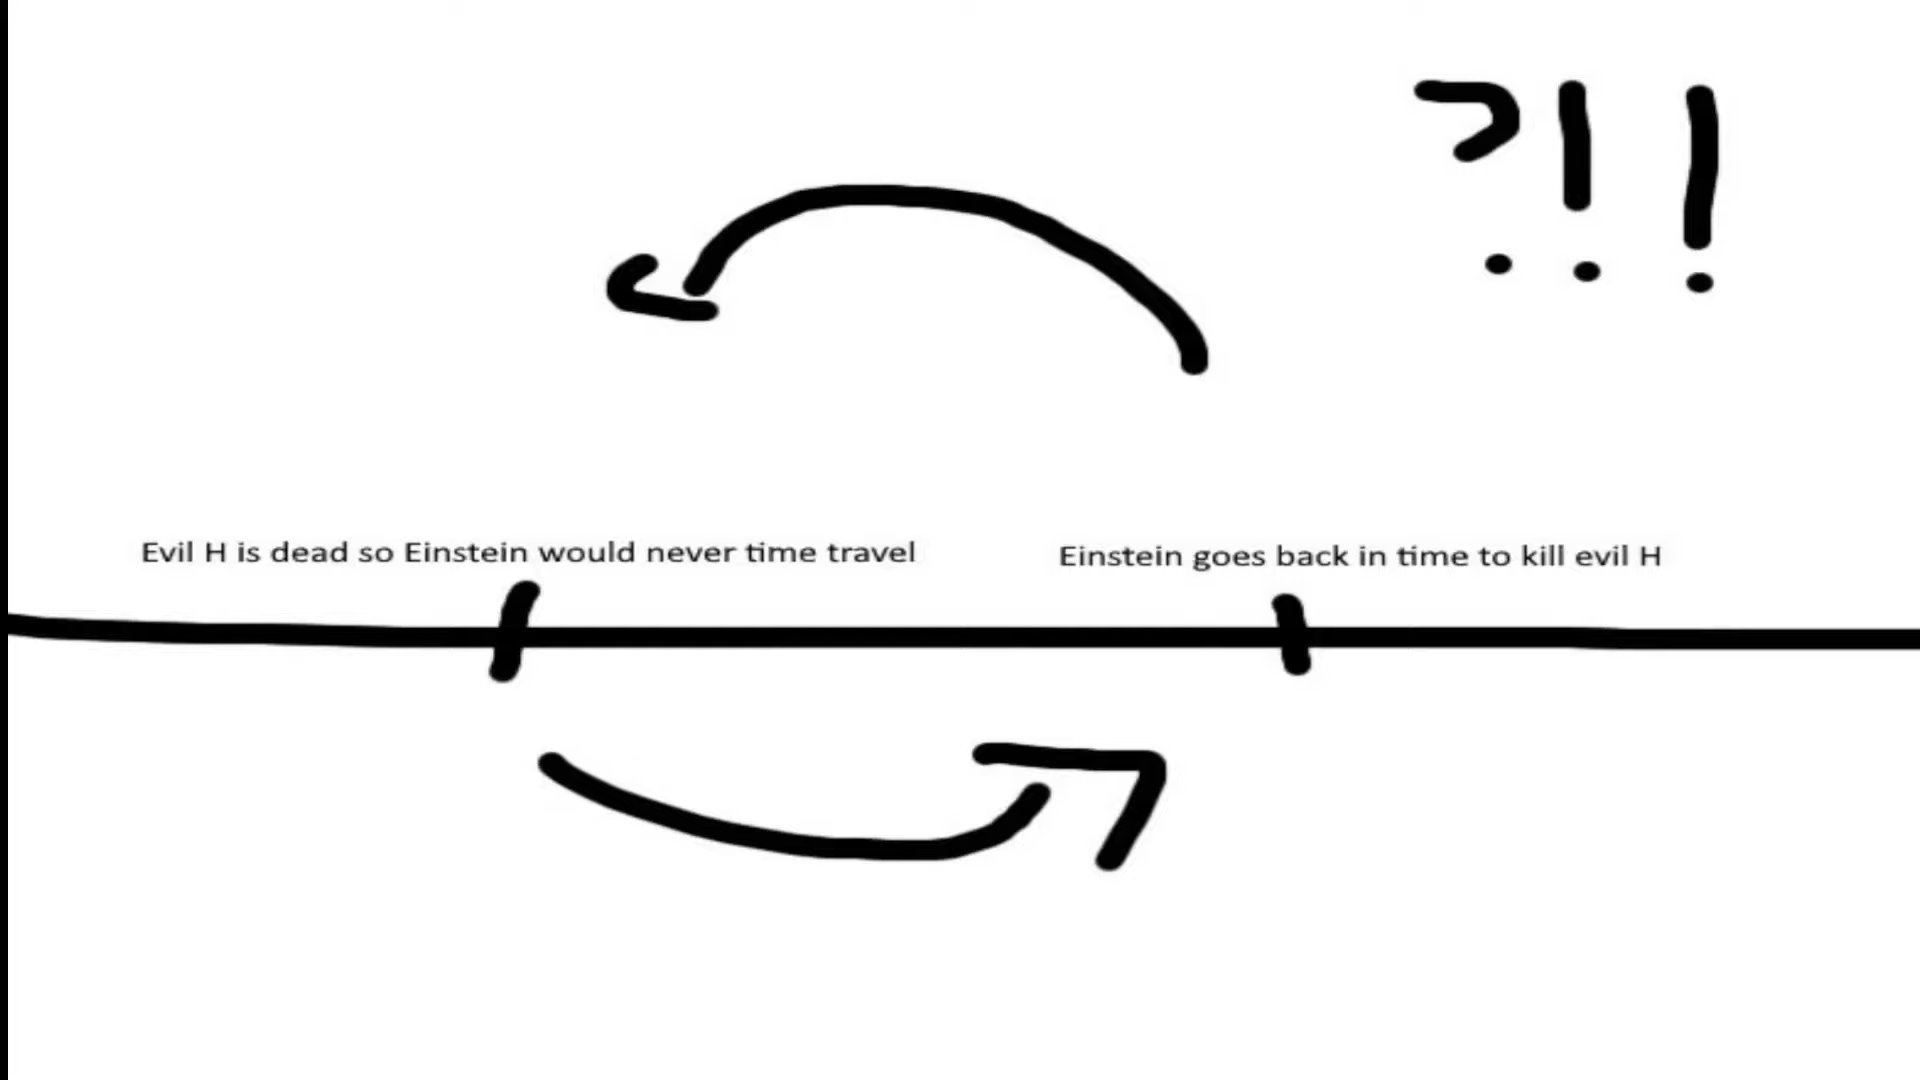 ?!!
Evil H is dead so Einstein would never time travel
Einstein goes back in time to kill evil H